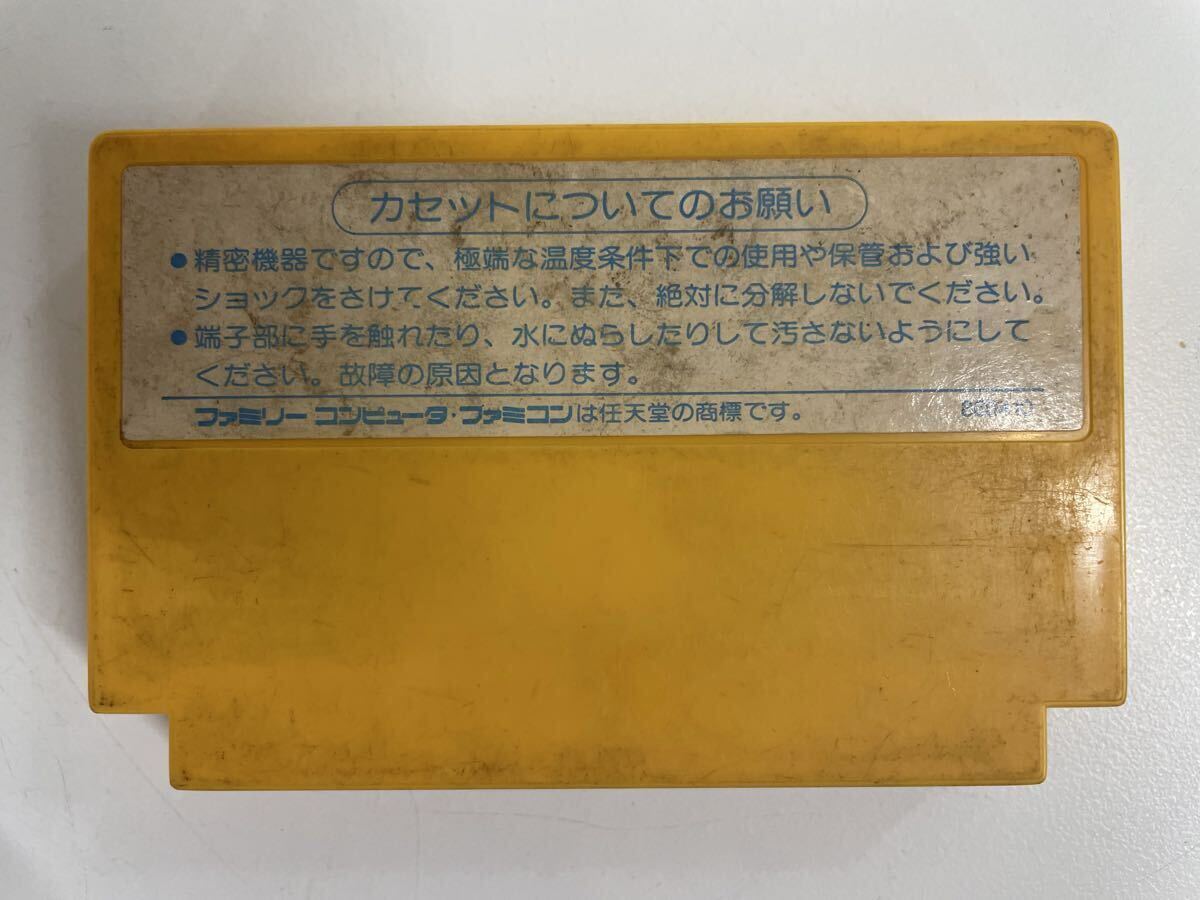 カセットについてのお願い
●精密機器ですので、極端な温度条件下での使用や保管および強い
ショックをさけてください。また、絶対に分解しないでください。
●端子部に手を触れたり、水にぬらしたりして汚さないようにして
ください。故障の原因となります。
ファミリー コンピュータ・ファミコンは任天堂の商標です。